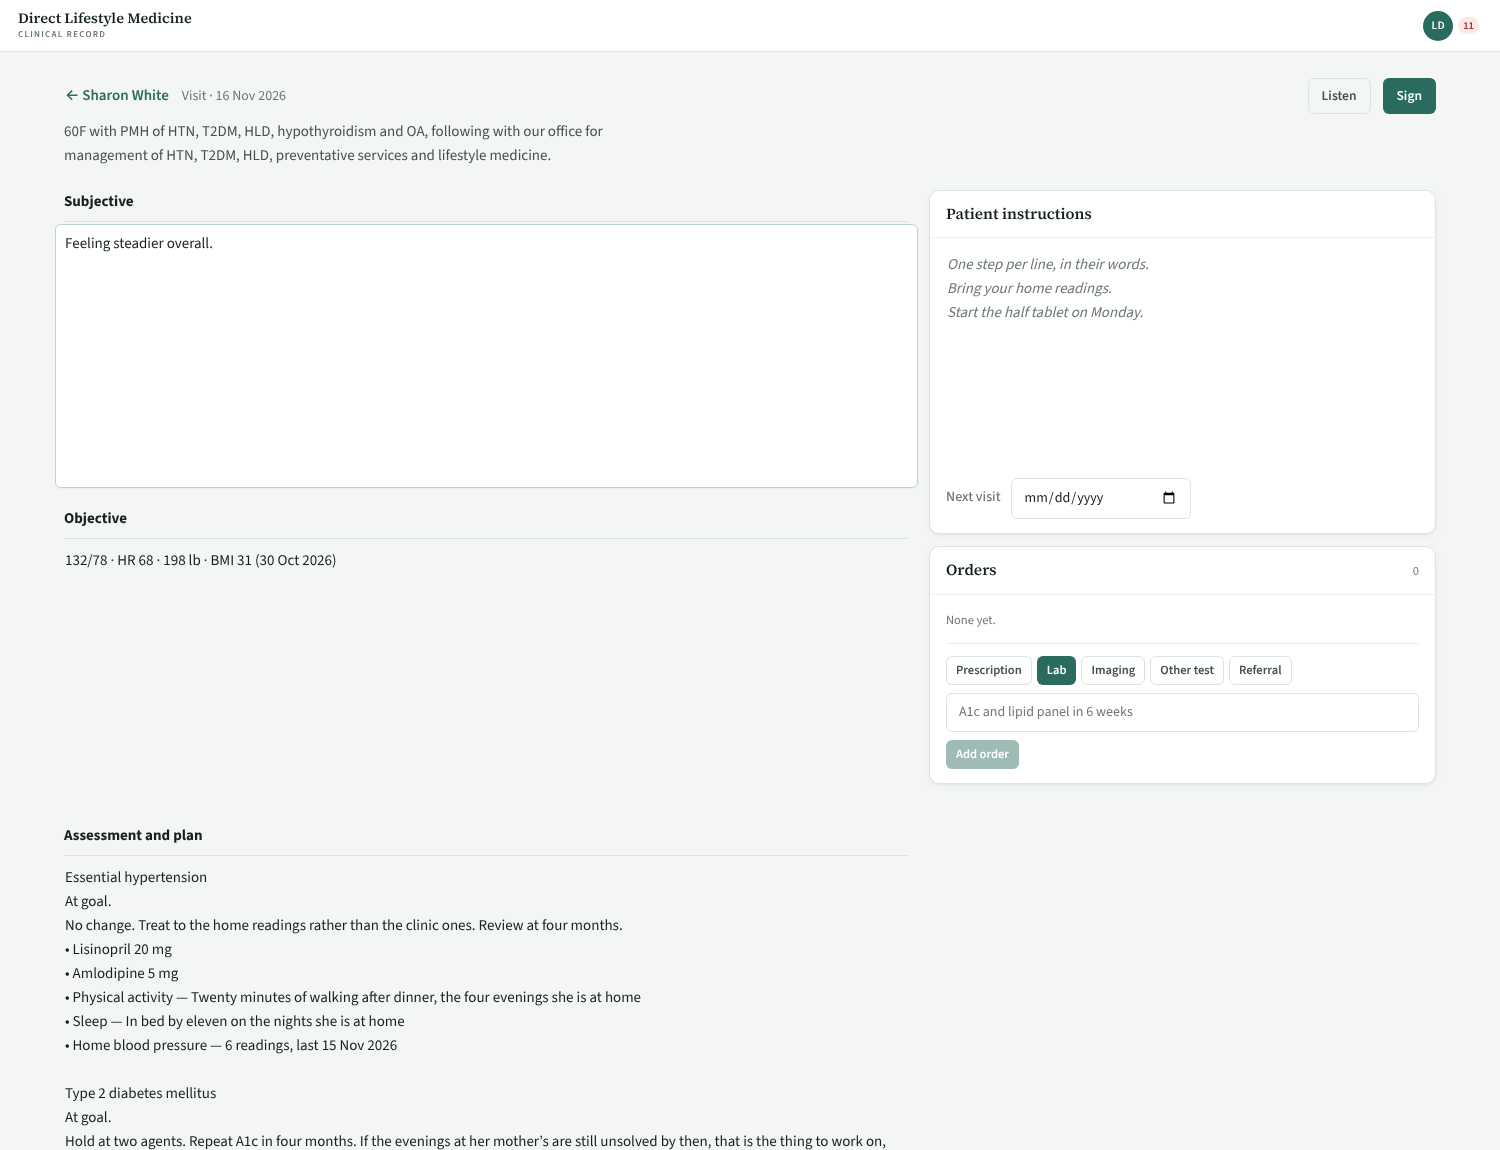 Direct Lifestyle Medicine
CLINICAL RECORD
LD
11
← Sharon White Visit · 16 Nov 2026
Listen
Sign
60F with PMH of HTN, T2DM, HLD, hypothyroidism and OA, following with our office for
management of HTN, T2DM, HLD, preventative services and lifestyle medicine.
Subjective
Feeling steadier overall.
Objective
132/78 · HR 68 · 198 lb · BMI 31 (30 Oct 2026)
Assessment and plan
Essential hypertension
At goal.
No change. Treat to the home readings rather than the clinic ones. Review at four months.
• Lisinopril 20 mg
• Amlodipine 5 mg
• Physical activity — Twenty minutes of walking after dinner, the four evenings she is at home
• Sleep — In bed by eleven on the nights she is at home
• Home blood pressure — 6 readings, last 15 Nov 2026
Type 2 diabetes mellitus
At goal.
Hold at two agents. Repeat A1c in four months. If the evenings at her mother’s are still unsolved by then, that is the thing to work on,
Patient instructions
One step per line, in their words.
Bring your home readings.
Start the half tablet on Monday.
Next visit mm/dd/yyyy
Orders 0
None yet.
Prescription Lab Imaging Other test Referral
A1c and lipid panel in 6 weeks
Add order